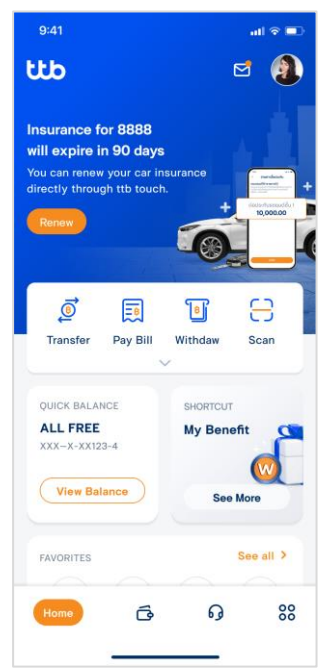 9:41
ttb
Insurance for 8888
will expire in 90 days
You can renew your car insurance
directly through ttb touch.
10,000.00
Renew
Transfer
Pay Bill
Withdaw
Scan
QUICK BALANCE
ALL FREE
XXX–X-XX123-4
View Balance
SHORTCUT
My Benefit
W
See More
FAVORITES
See all >
Home